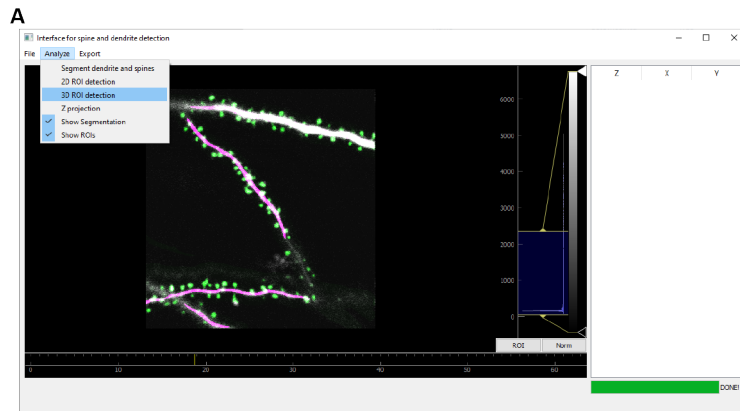 A
Interface for spine and dendrite detection
File Analyze Export
Segment dendrite and spines
2D ROI detection
3D ROI detection
Z projection
Show Segmentation
Show ROIs
Z X Y
6000
5000
4000
3000
2000
1000
0
ROI Norm
0 10 20 30 40 50 60
DONE!